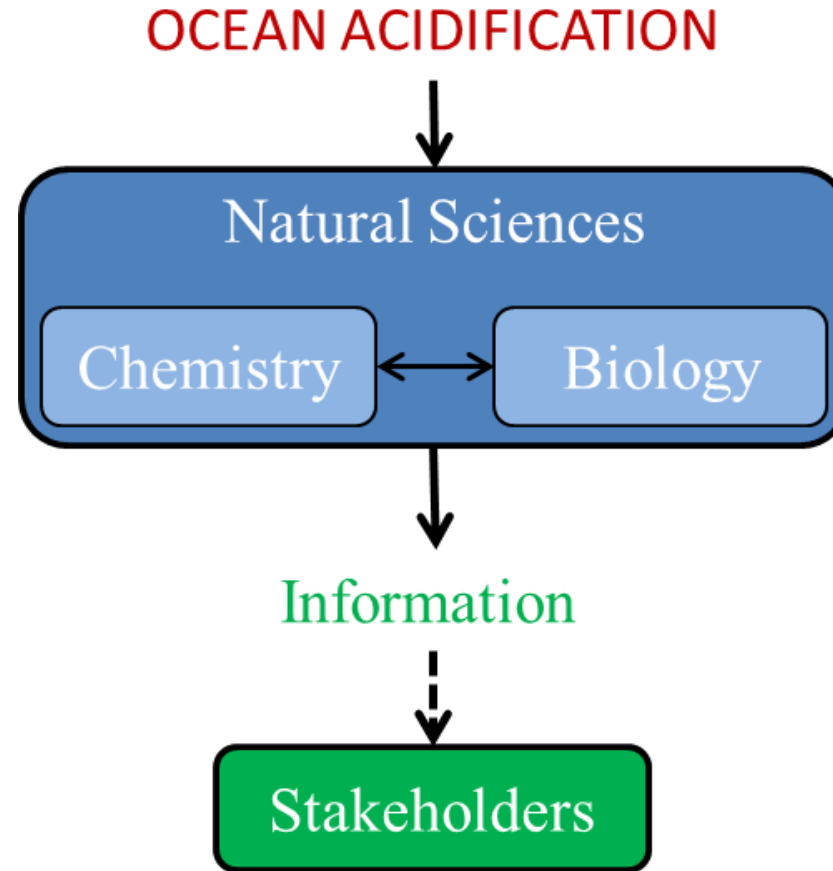 OCEAN ACIDIFICATION
Natural Sciences
Chemistry
Biology
Information
Stakeholders